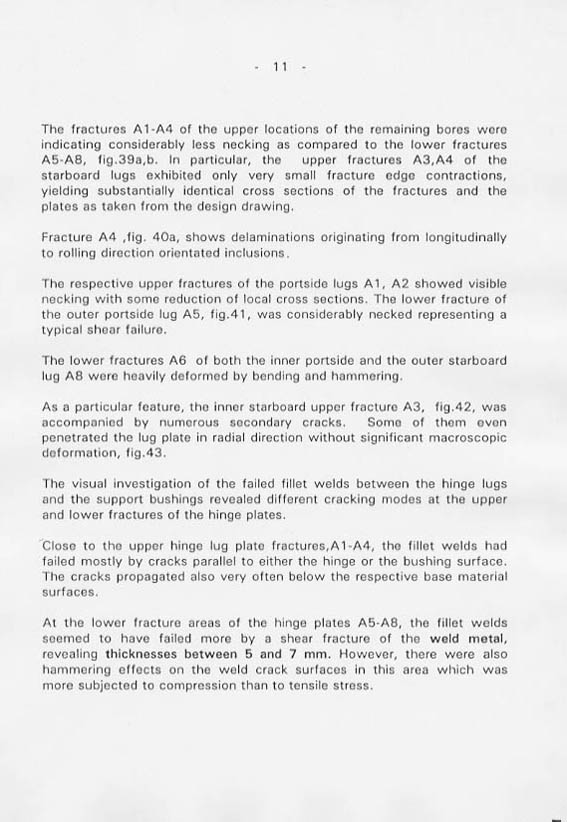 - 11 -
The fractures A1-A4 of the upper locations of the remaining bores were
indicating considerably less necking as compared to the lower fractures
A5-A8, fig.39a,b. In particular, the upper fractures A3,A4 of the
starboard lugs exhibited only very small fracture edge contractions,
yielding substantially identical cross sections of the fractures and the
plates as taken from the design drawing.
Fracture A4 ,fig. 40a, shows delaminations originating from longitudinally
to rolling direction orientated inclusions.
The respective upper fractures of the portside lugs A1, A2 showed visible
necking with some reduction of local cross sections. The lower fracture of
the outer portside lug A5, fig.41, was considerably necked representing a
typical shear failure.
The lower fractures A6 of both the inner portside and the outer starboard
lug A8 were heavily deformed by bending and hammering.
As a particular feature, the inner starboard upper fracture A3, fig.42, was
accompanied by numerous secondary cracks. Some of them even
penetrated the lug plate in radial direction without significant macroscopic
deformation, fig.43.
The visual investigation of the failed fillet welds between the hinge lugs
and the support bushings revealed different cracking modes at the upper
and lower fractures of the hinge plates.
Close to the upper hinge lug plate fractures,A1-A4, the fillet welds had
failed mostly by cracks parallel to either the hinge or the bushing surface.
The cracks propagated also very often below the respective base material
surfaces.
At the lower fracture areas of the hinge plates A5-A8, the fillet welds
seemed to have failed more by a shear fracture of the weld metal,
revealing thicknesses between 5 and 7 mm. However, there were also
hammering effects on the weld crack surfaces in this area which was
more subjected to compression than to tensile stress.